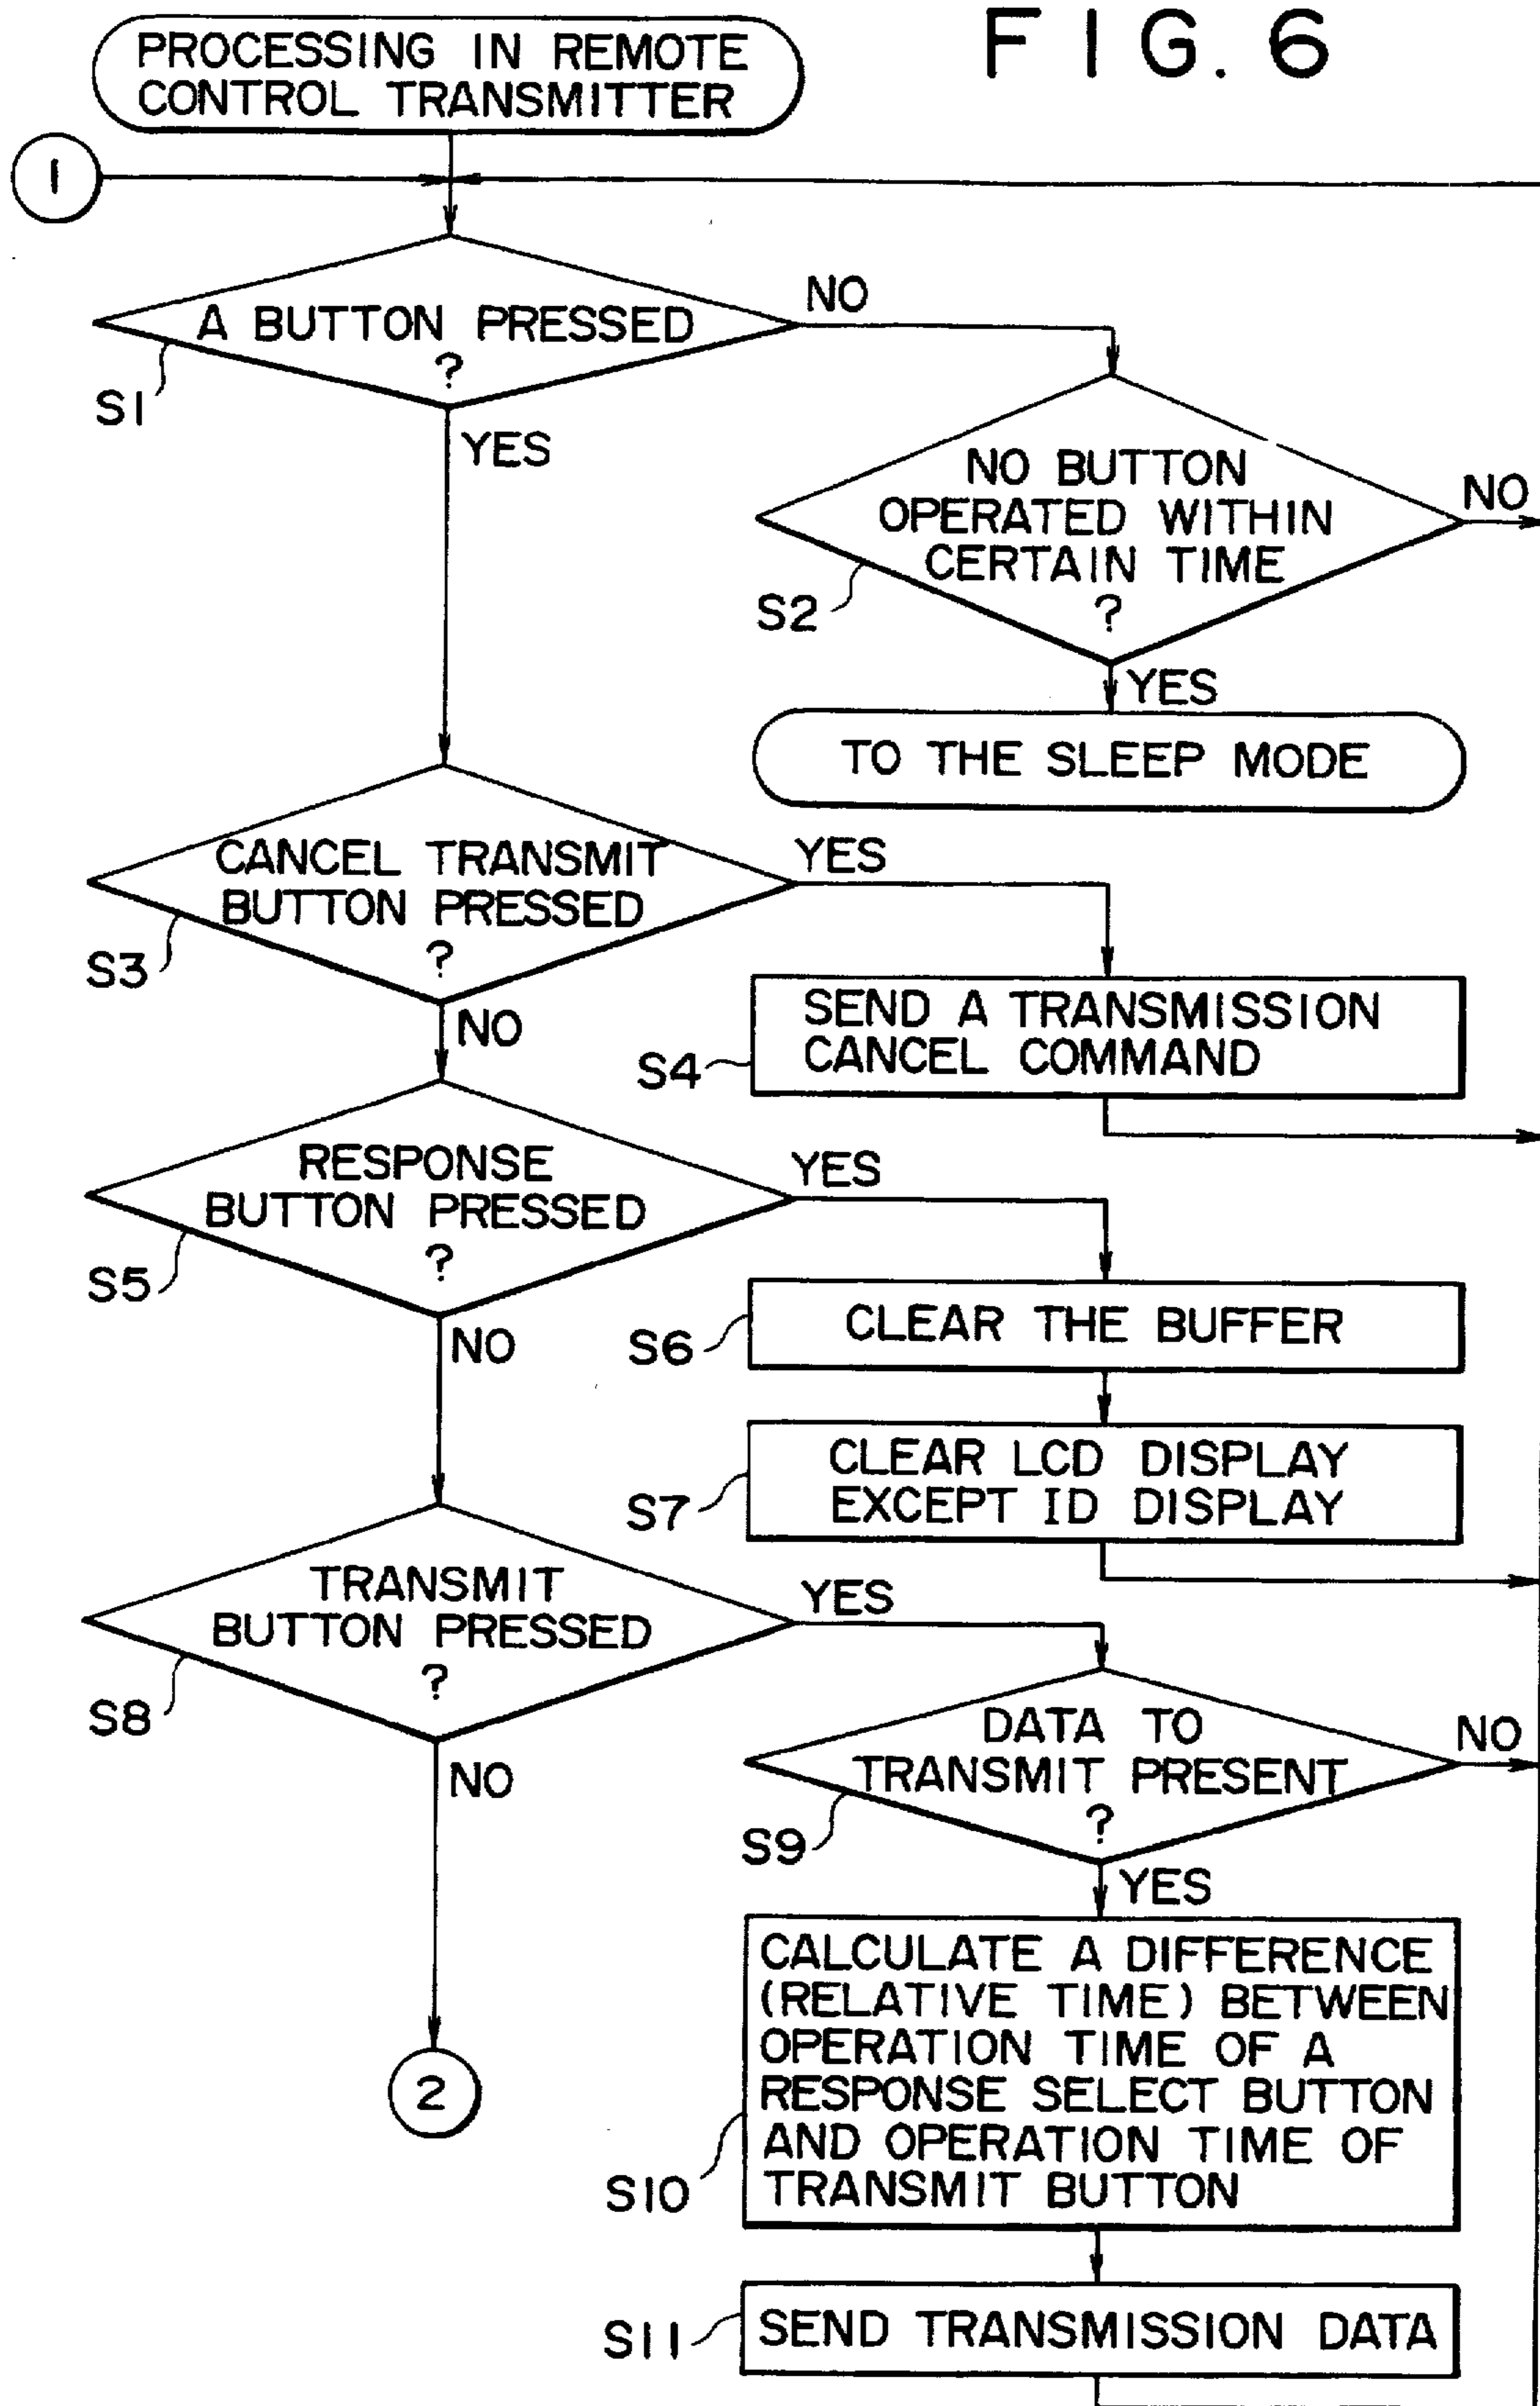 FIG. 6
PROCESSING IN REMOTE
CONTROL TRANSMITTER
1
A BUTTON PRESSED
?
NO
S1
YES
NO BUTTON
OPERATED WITHIN
CERTAIN TIME
?
NO
S2
YES
TO THE SLEEP MODE
CANCEL TRANSMIT
BUTTON PRESSED
?
YES
S3
NO
SEND A TRANSMISSION
CANCEL COMMAND
S4
RESPONSE
BUTTON PRESSED
?
YES
S5
NO
CLEAR THE BUFFER
S6
CLEAR LCD DISPLAY
EXCEPT ID DISPLAY
S7
TRANSMIT
BUTTON PRESSED
?
YES
S8
NO
DATA TO
TRANSMIT PRESENT
?
NO
S9
YES
2
CALCULATE A DIFFERENCE
(RELATIVE TIME) BETWEEN
OPERATION TIME OF A
RESPONSE SELECT BUTTON
AND OPERATION TIME OF
TRANSMIT BUTTON
S10
SEND TRANSMISSION DATA
S11